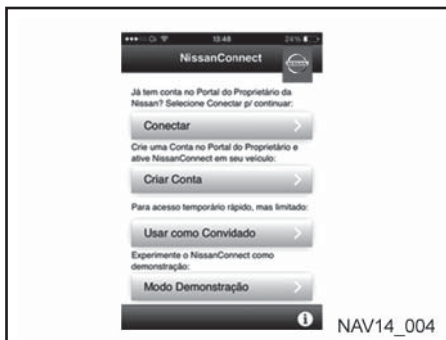 13:48
NissanConnect
NISSAN
Já tem conta no Portal do Proprietário da
Nissan? Selecione Conectar p/ continuar:
Conectar
Crie uma Conta no Portal do Proprietário e
ative NissanConnect em seu veículo:
Criar Conta
Para acesso temporário rápido, mas limitado:
Usar como Convidado
Experimente o NissanConnect como
demonstração:
Modo Demonstração
i
NAV14_004